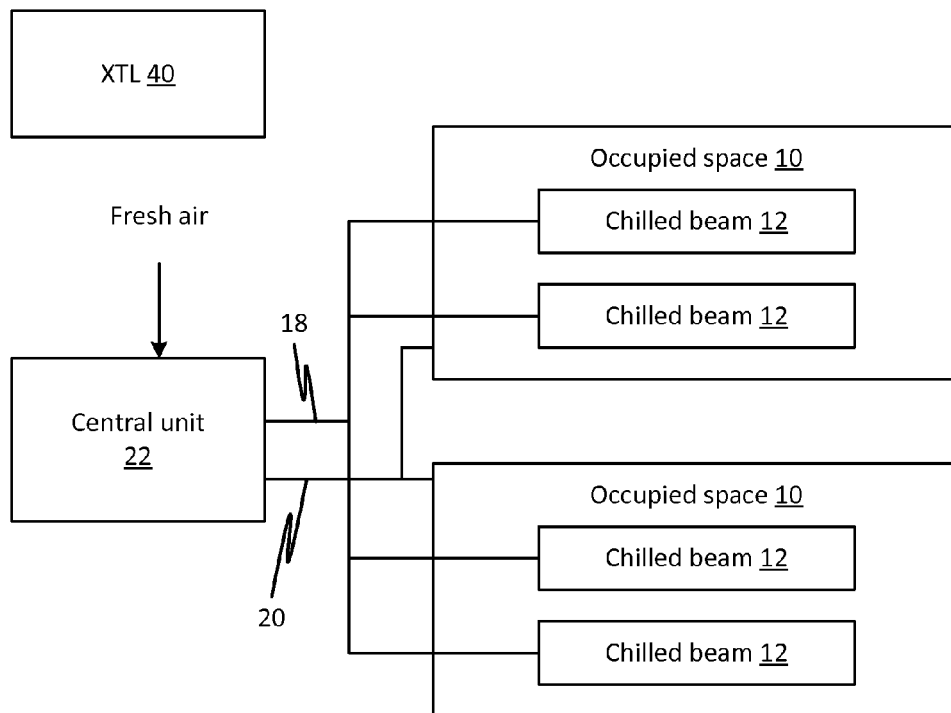 XTL 40
Fresh air
Central unit
22
18
20
Occupied space 10
Chilled beam 12
Chilled beam 12
Occupied space 10
Chilled beam 12
Chilled beam 12